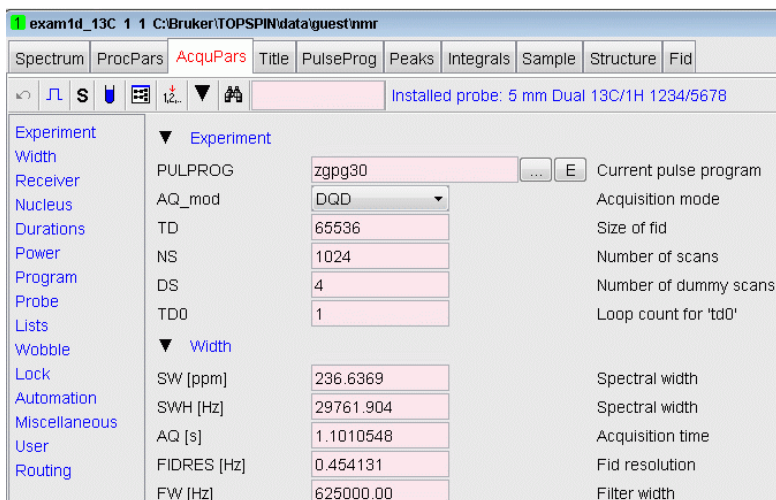 1 exam1d_13C 1 1 C:\Bruker\TOPSPIN\data\guest\nmr
Spectrum ProcPars AcquPars Title PulseProg Peaks Integrals Sample Structure Fid
S 1,2,.. Installed probe: 5 mm Dual 13C/1H 1234/5678
Experiment
Width
Receiver
Nucleus
Durations
Power
Program
Probe
Lists
Wobble
Lock
Automation
Miscellaneous
User
Routing
Experiment
PULPROG zgpg30 ... E Current pulse program
AQ_mod DQD Acquisition mode
TD 65536 Size of fid
NS 1024 Number of scans
DS 4 Number of dummy scans
TD0 1 Loop count for 'td0'
Width
SW [ppm] 236.6369 Spectral width
SWH [Hz] 29761.904 Spectral width
AQ [s] 1.1010548 Acquisition time
FIDRES [Hz] 0.454131 Fid resolution
FW [Hz] 625000.00 Filter width